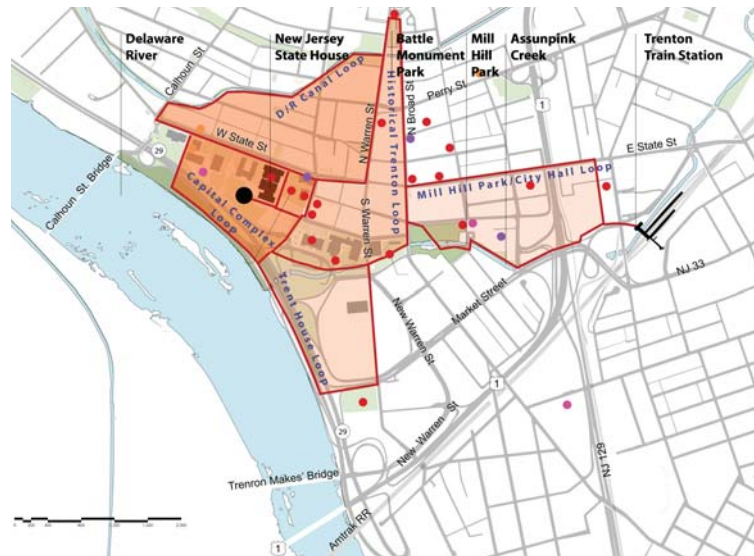 Delaware
River
New Jersey
State House
Battle
Monument
Park
Mill
Hill
Park
Assunpink
Creek
Trenton
Train Station
Calhoun St
D/R Canal Loop
Historical Trenton Loop
N Broad St
Perry St
1
W State St
N Warren St
E State St
29
Calhoun St. Bridge
Mill Hill Park/City Hall Loop
Capital Complex
Loop
S Warren St
NJ 33
Trent House Loop
Market Street
New Warren St
1
29
New Warren St
NJ 129
Trenron Makes' Bridge
Amtrak RR
1